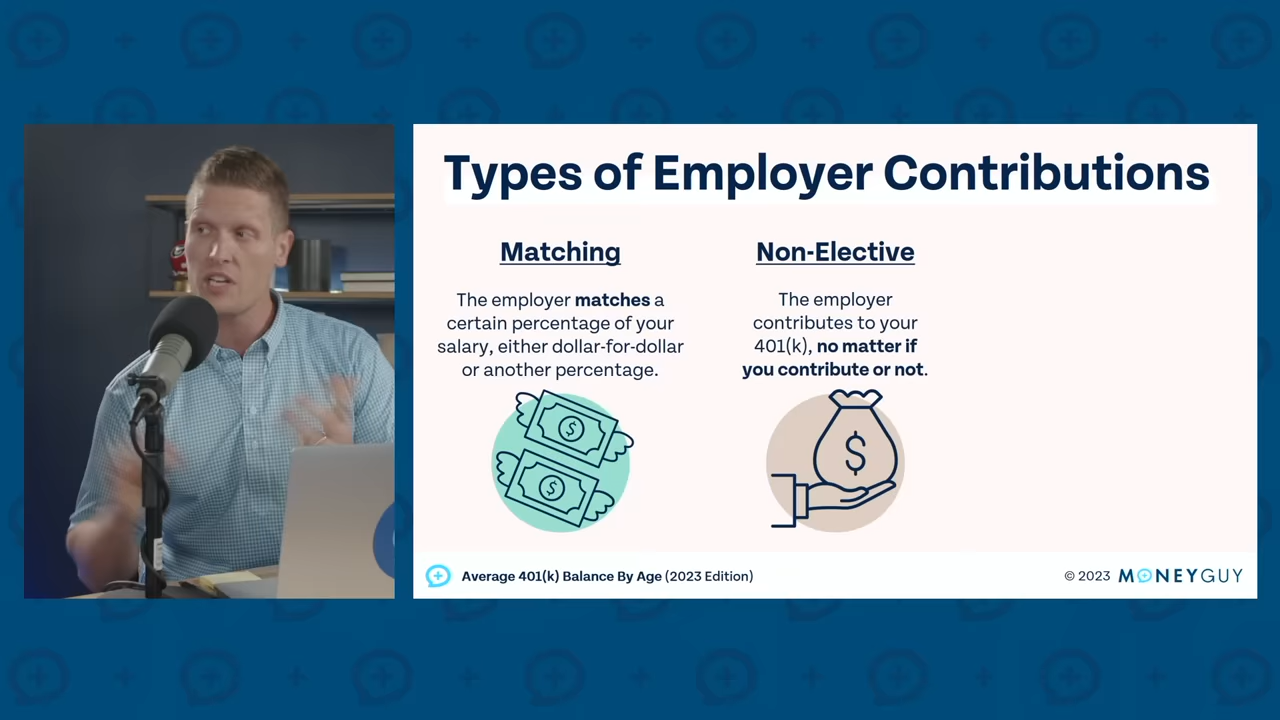 Types of Employer Contributions
Matching
The employer matches a
certain percentage of your
salary, either dollar-for-dollar
or another percentage.
Non-Elective
The employer
contributes to your
401(k), no matter if
you contribute or not.
Average 401(k) Balance By Age (2023 Edition)
© 2023 MONEYGUY